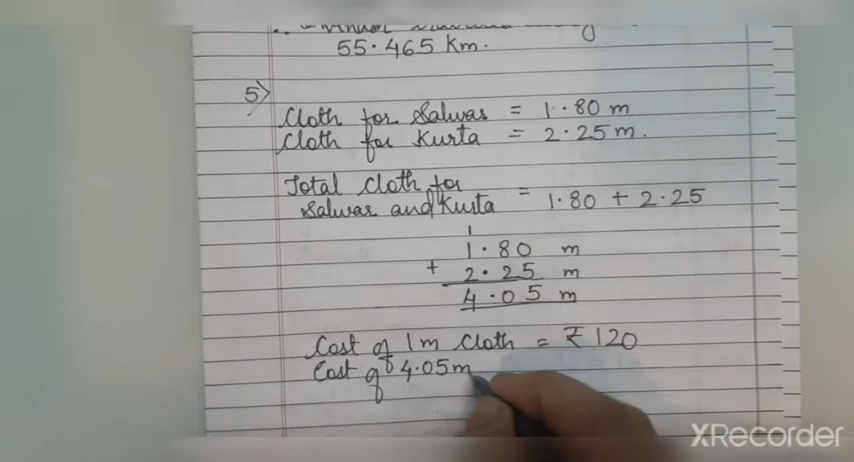 55.465 Km.
5)
Cloth for Salwar = 1.80 m
Cloth for Kurta = 2.25 m.
Total Cloth for
Salwar and Kurta = 1.80 + 2.25
1
1.80 m
+ 2.25 m
4.05 m
Cost of 1m Cloth = ₹ 120
Cost of 4.05m
XRecorder